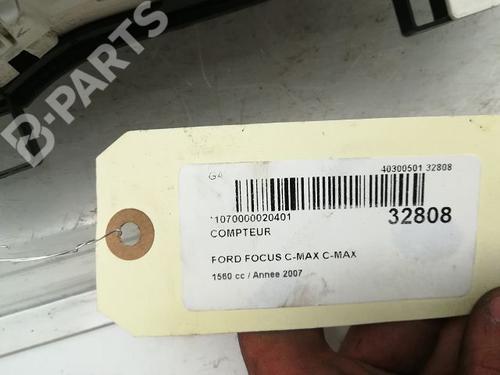 B-PARTS
GA
40300501 32808
*1070000020401
32808
COMPTEUR
FORD FOCUS C-MAX C-MAX
1560 cc / Annee 2007